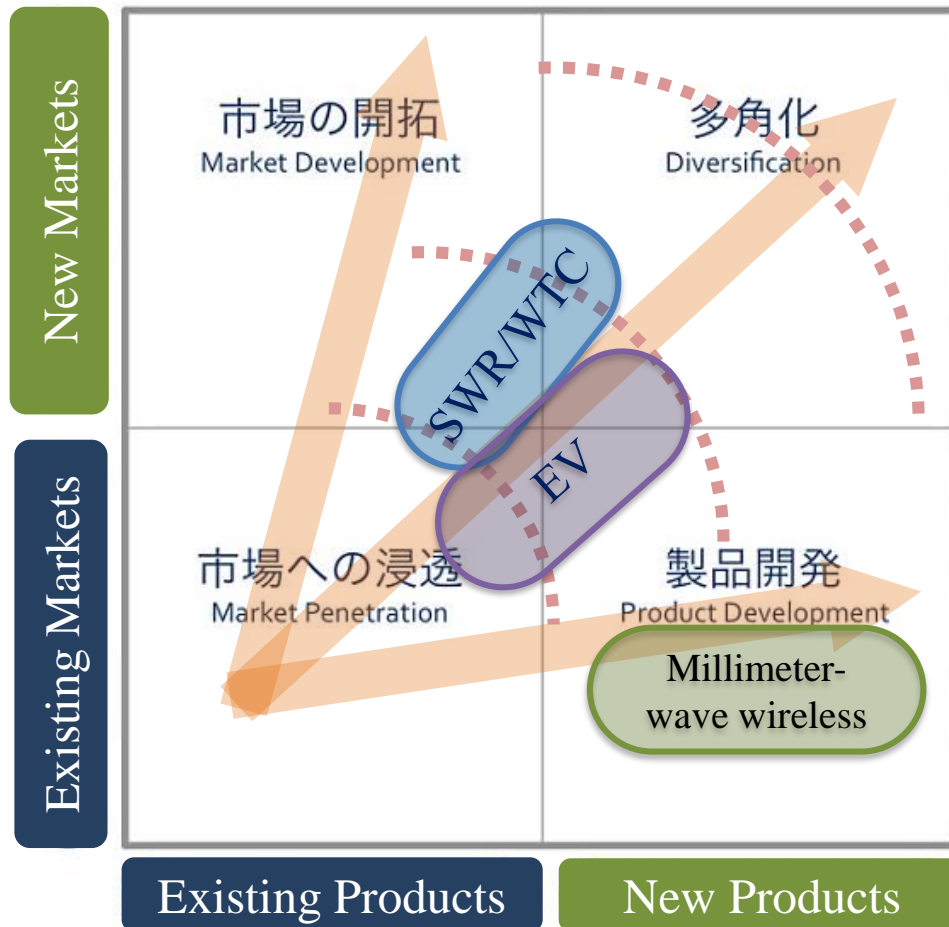 New Markets
市場の開拓
Market Development
多角化
Diversification
SWR/WTC
EV
Existing Markets
市場への浸透
Market Penetration
製品開発
Product Development
Millimeter-
wave wireless
Existing Products
New Products